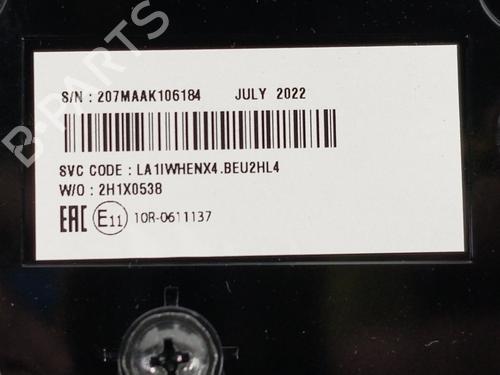 S/N : 207MAAK106184 JULY 2022
SVC CODE : LA1IWHENX4.BEU2HL4
W/O : 2H1X0538
EAC E11 10R-0611137
B-PARTS